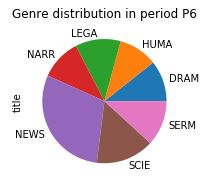 Genre distribution in period P6
LEGA
HUMA
NARR
DRAM
title
NEWS
SERM
SCIE